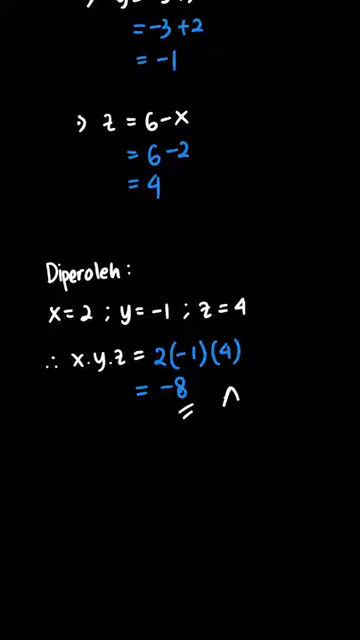 = -3+2
= -1
•) z = 6-x
= 6-2
= 4
Diperoleh:
x=2 ; y=-1 ; z=4
∴ x.y.z = 2(-1)(4)
= -8